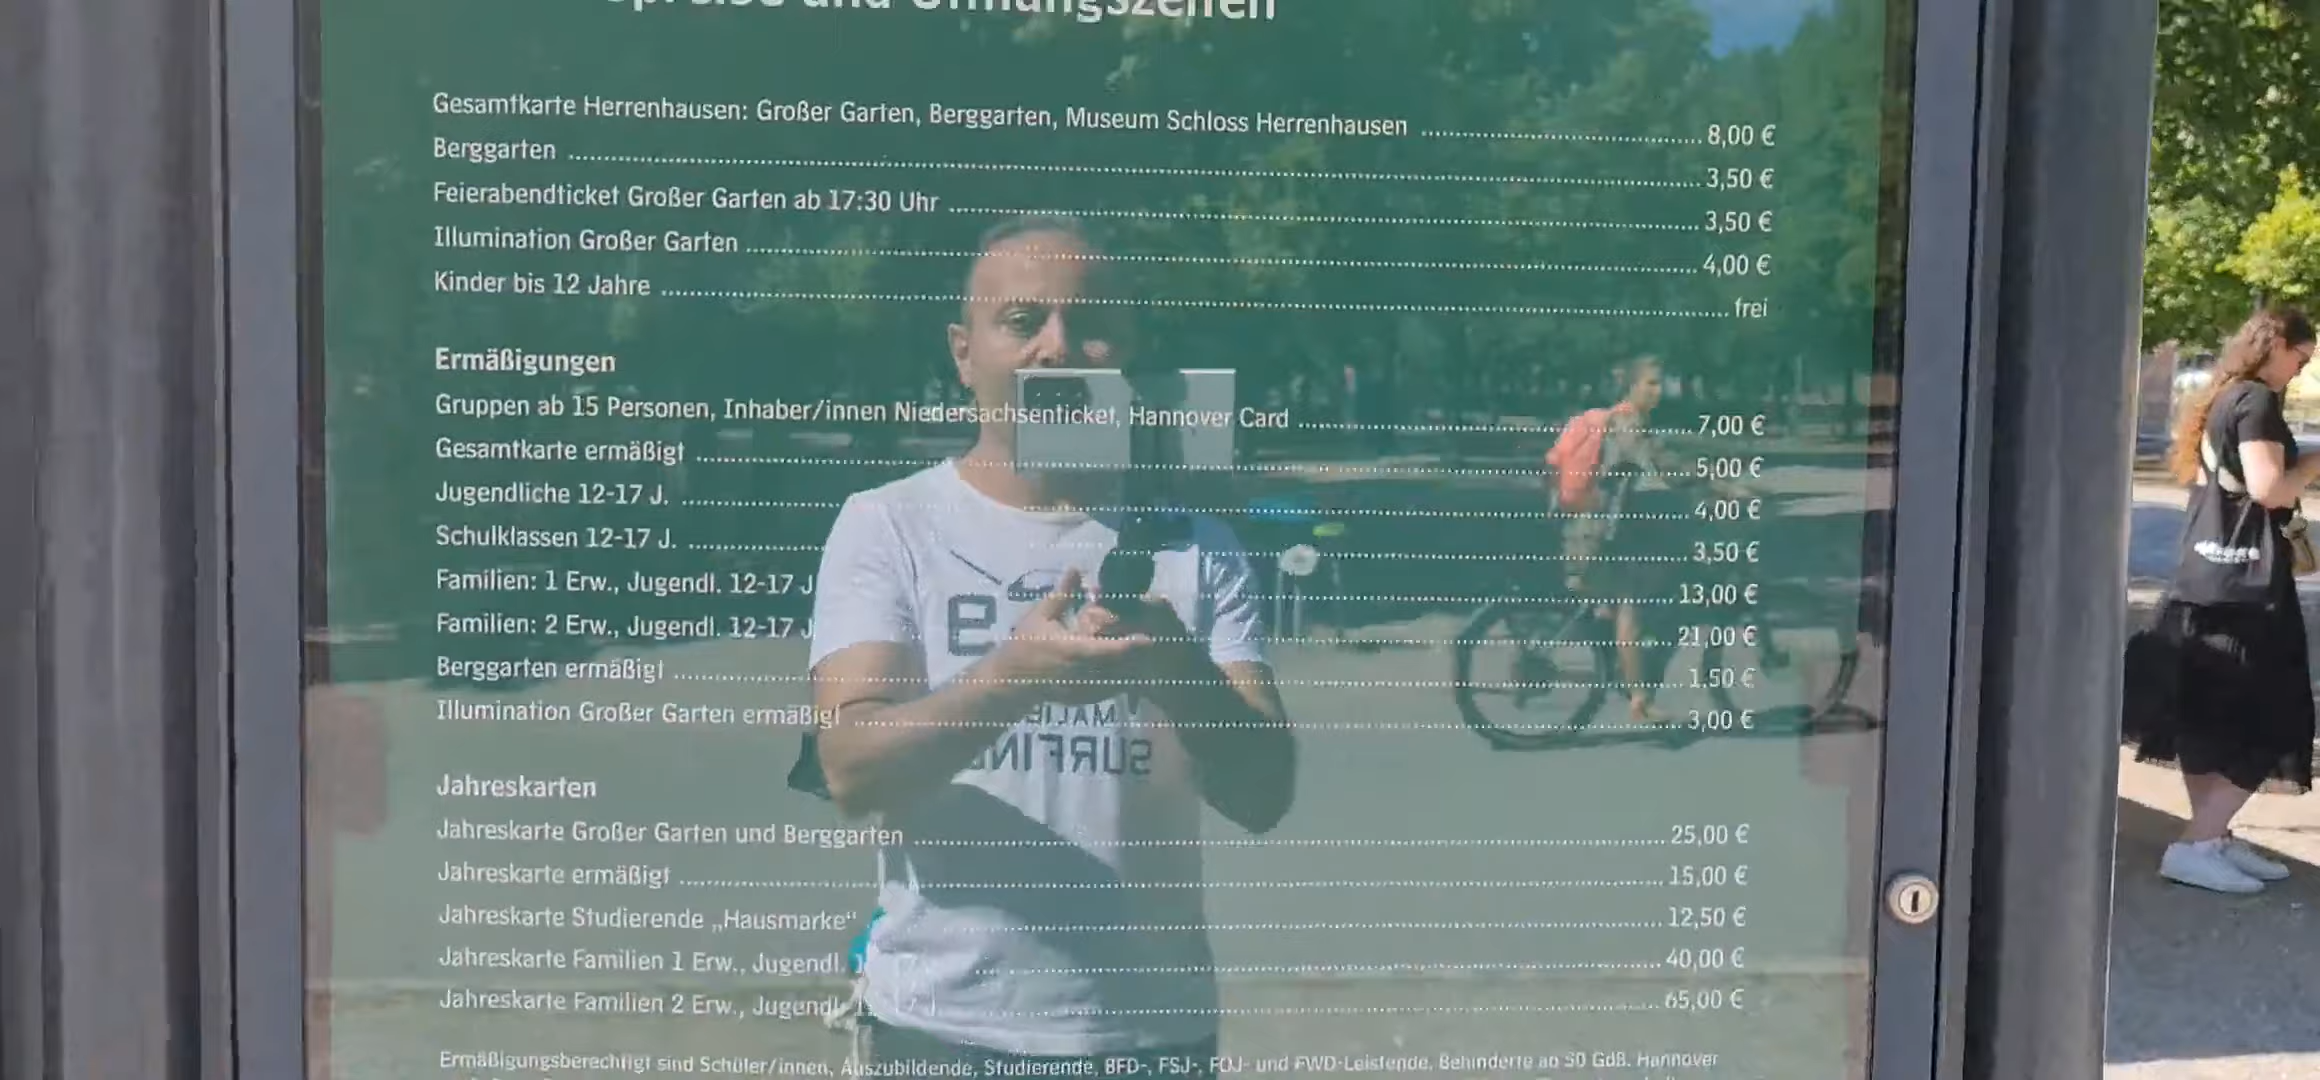 und Öffnungszeiten
Gesamtkarte Herrenhausen: Großer Garten, Berggarten, Museum Schloss Herrenhausen 8,00 €
Berggarten 3,50 €
Feierabendticket Großer Garten ab 17:30 Uhr 3,50 €
Illumination Großer Garten 4,00 €
Kinder bis 12 Jahre frei
Ermäßigungen
Gruppen ab 15 Personen, Inhaber/innen Niedersachsenticket, Hannover Card 7,00 €
Gesamtkarte ermäßigt 5,00 €
Jugendliche 12-17 J. 4,00 €
Schulklassen 12-17 J. 3,50 €
Familien: 1 Erw., Jugendl. 12-17 J 13,00 €
Familien: 2 Erw., Jugendl. 12-17 J 21,00 €
Berggarten ermäßigt 1,50 €
Illumination Großer Garten ermäßigt 3,00 €
Jahreskarten
Jahreskarte Großer Garten und Berggarten 25,00 €
Jahreskarte ermäßigt 15,00 €
Jahreskarte Studierende „Hausmarke“ 12,50 €
Jahreskarte Familien 1 Erw., Jugendl. 40,00 €
Jahreskarte Familien 2 Erw., Jugendl. 65,00 €
Ermäßigungsberechtigt sind Schüler/innen, Auszubildende, Studierende, BFD-, FSJ-, FÖJ- und FWD-Leistende, Behinderte ab 50 GdB, Hannover